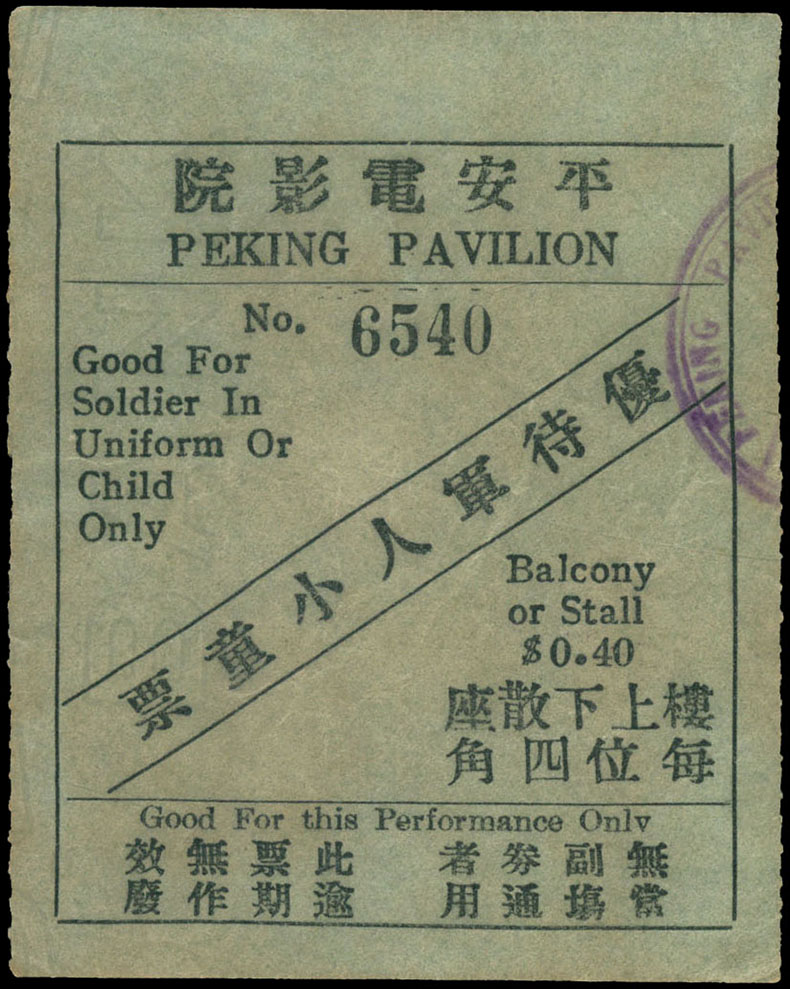 平安電影院
PEKING PAVILION
No. 6540
Good For
Soldier In
Uniform Or
Child
Only
優待軍人小童票
Balcony
or Stall
$0.40
樓上下散座
每位四角
Good For this Performance Only
無副券者 此票無效
當塲通用 逾期作廢
PEKING